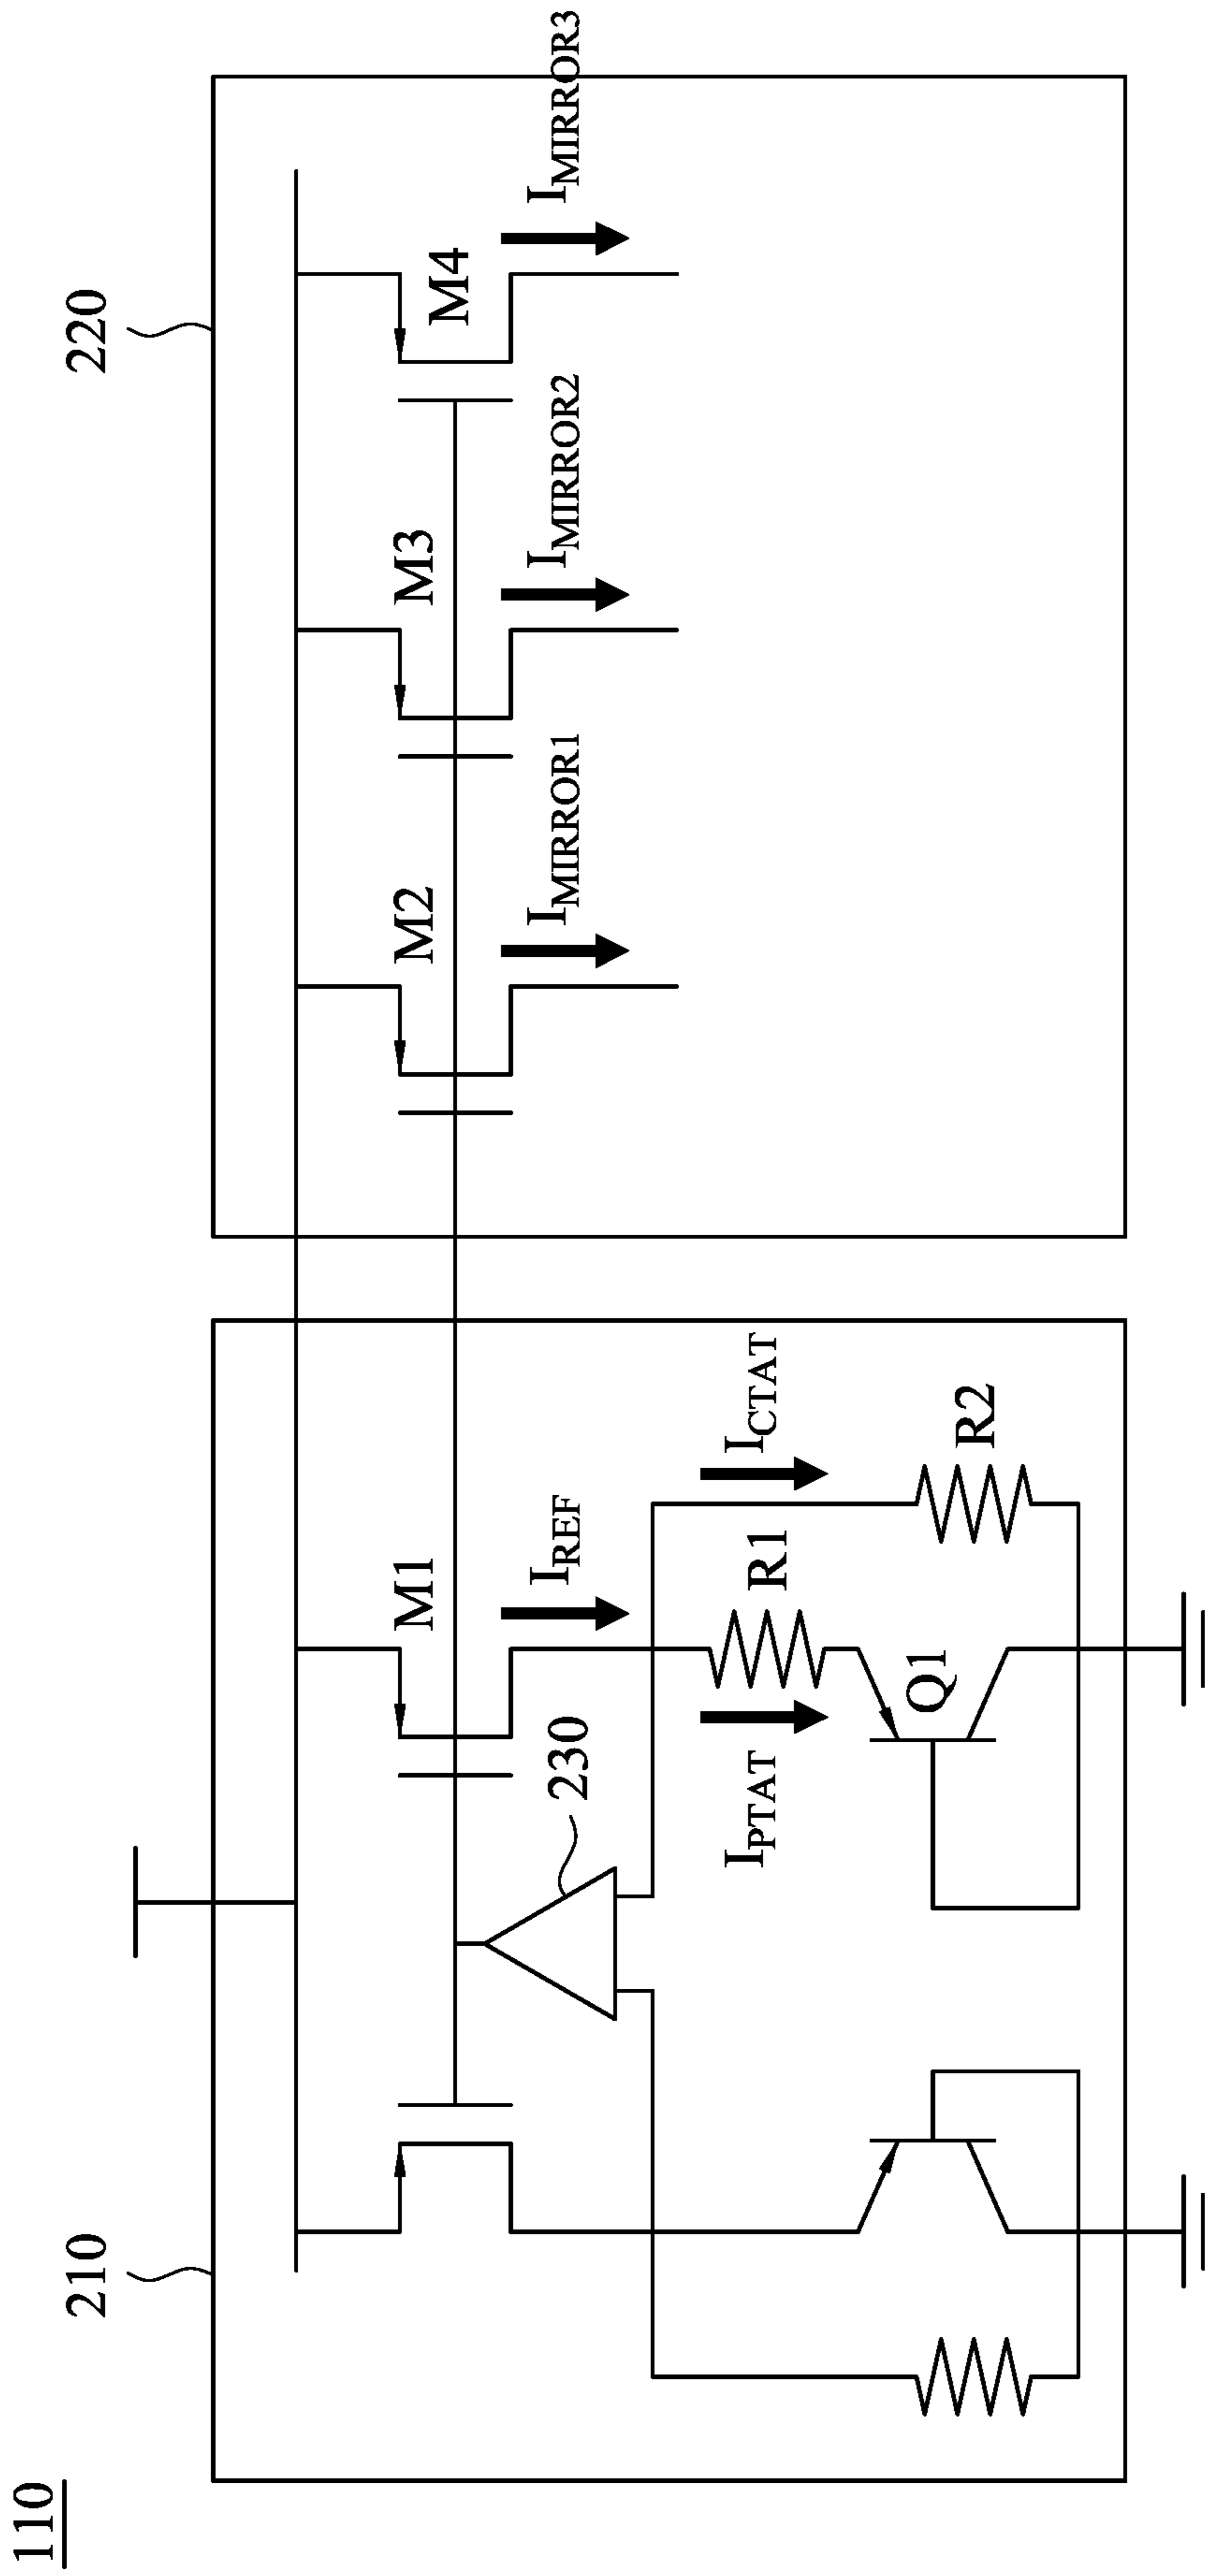 110
210
220
M1
M2
M3
M4
I_REF
I_MIRROR1
I_MIRROR2
I_MIRROR3
230
I_PTAT
R1
I_CTAT
Q1
R2